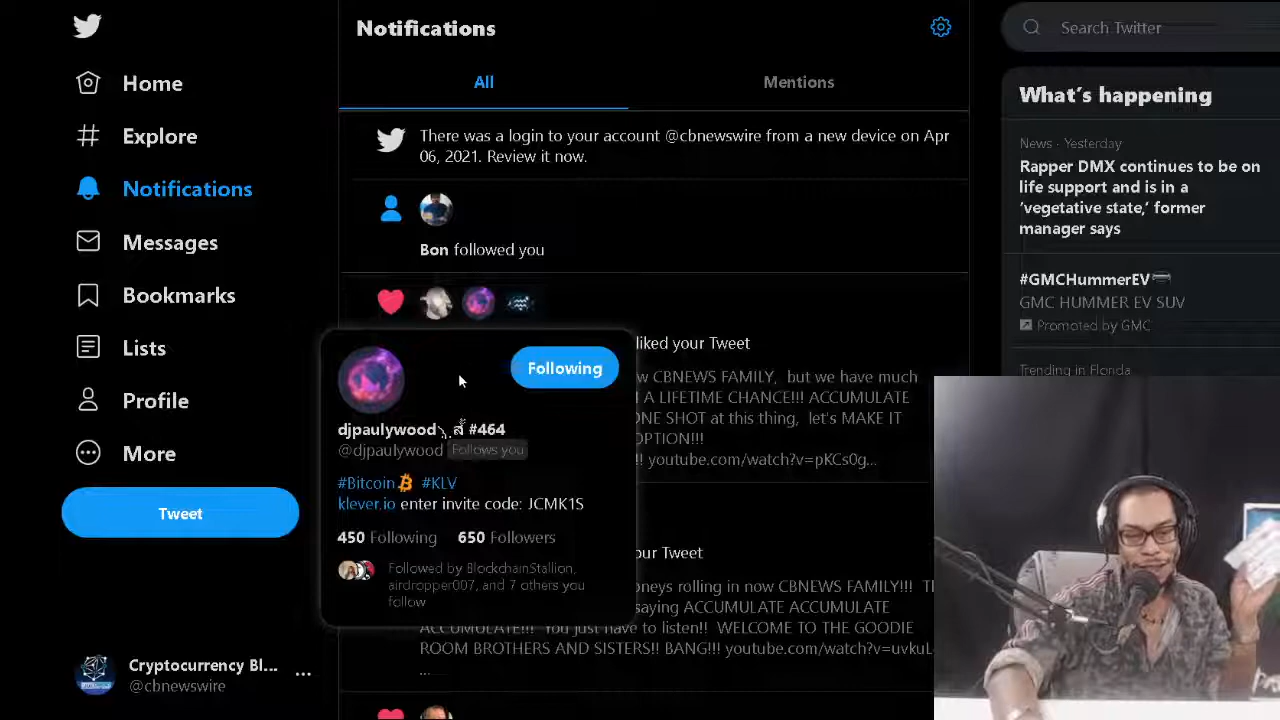 Home
Explore
Notifications
Messages
Bookmarks
Lists
Profile
More
Tweet
Cryptocurrency Bl...
@cbnewswire
Notifications
All
Mentions
There was a login to your account @cbnewswire from a new device on Apr
06, 2021. Review it now.
Bon followed you
liked your Tweet
w CBNEWS FAMILY, but we have much
A LIFETIME CHANCE!!! ACCUMULATE
ONE SHOT at this thing, let's MAKE IT
OPTION!!!
!! youtube.com/watch?v=pKCs0g...
Following
djpaulywood
#464
@djpaulywood Follows you
#Bitcoin #KLV
klever.io enter invite code: JCMK1S
450 Following 650 Followers
Followed by BlockchainStallion,
airdropper007, and 7 others you
follow
our Tweet
oneys rolling in now CBNEWS FAMILY!!!
saying ACCUMULATE ACCUMULATE
ACCUMULATE!!! You just have to listen!! WELCOME TO THE GOODIE
ROOM BROTHERS AND SISTERS!! BANG!!! youtube.com/watch?v=uvkuL
...
Search Twitter
What's happening
News · Yesterday
Rapper DMX continues to be on
life support and is in a
'vegetative state,' former
manager says
#GMCHummerEV
GMC HUMMER EV SUV
Promoted by GMC
Trending in Florida